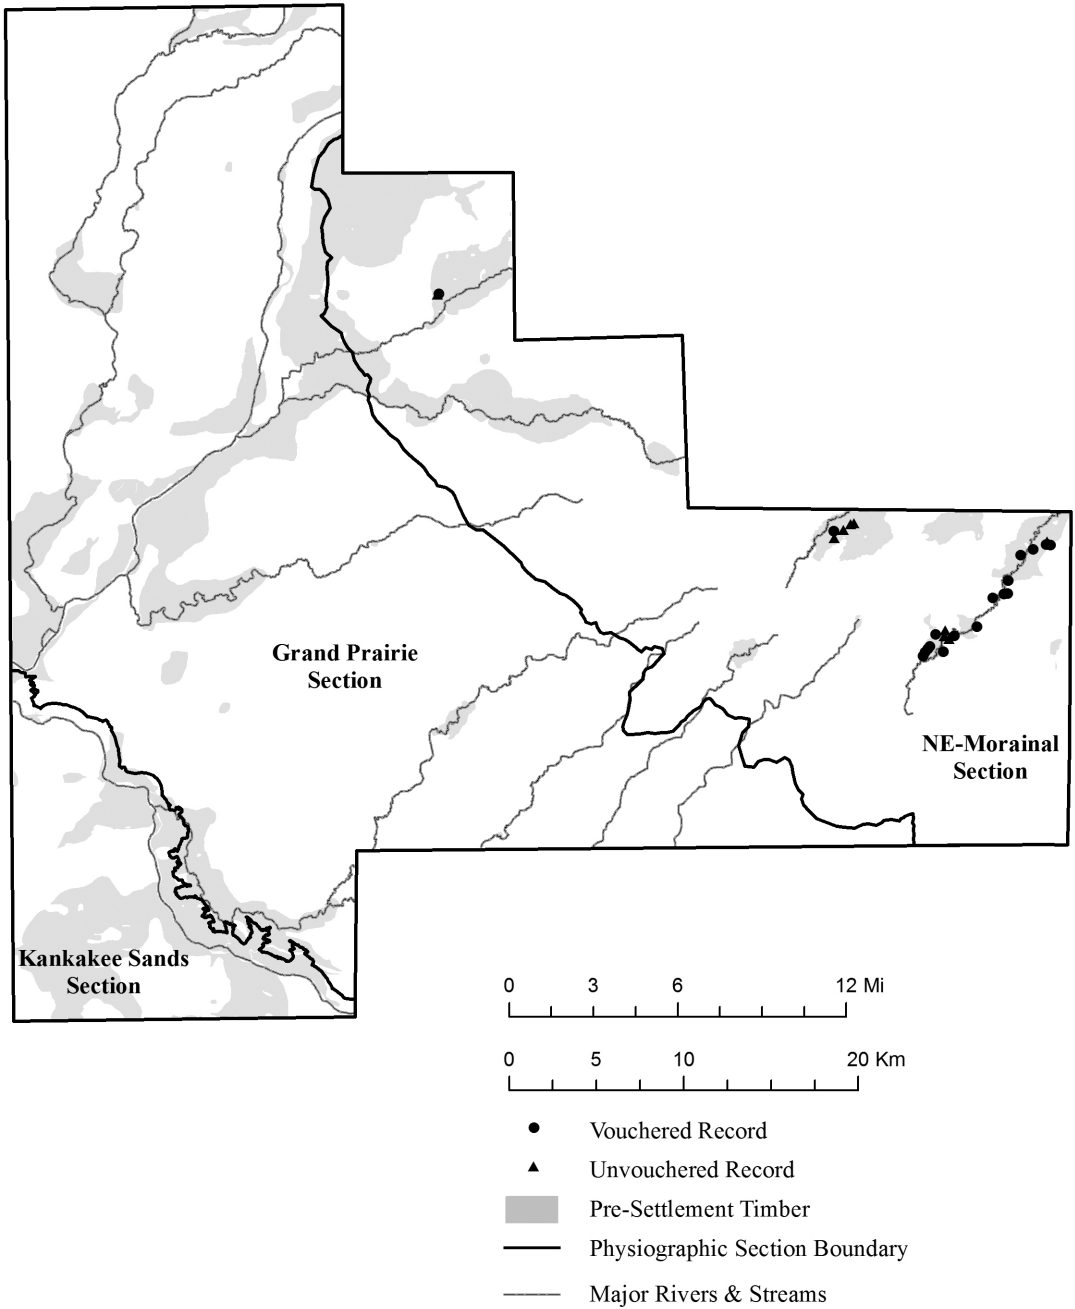 Grand Prairie
Section
NE-Morainal
Section
Kankakee Sands
Section
0 3 6 12 Mi
0 5 10 20 Km
Vouchered Record
Unvouchered Record
Pre-Settlement Timber
Physiographic Section Boundary
Major Rivers & Streams